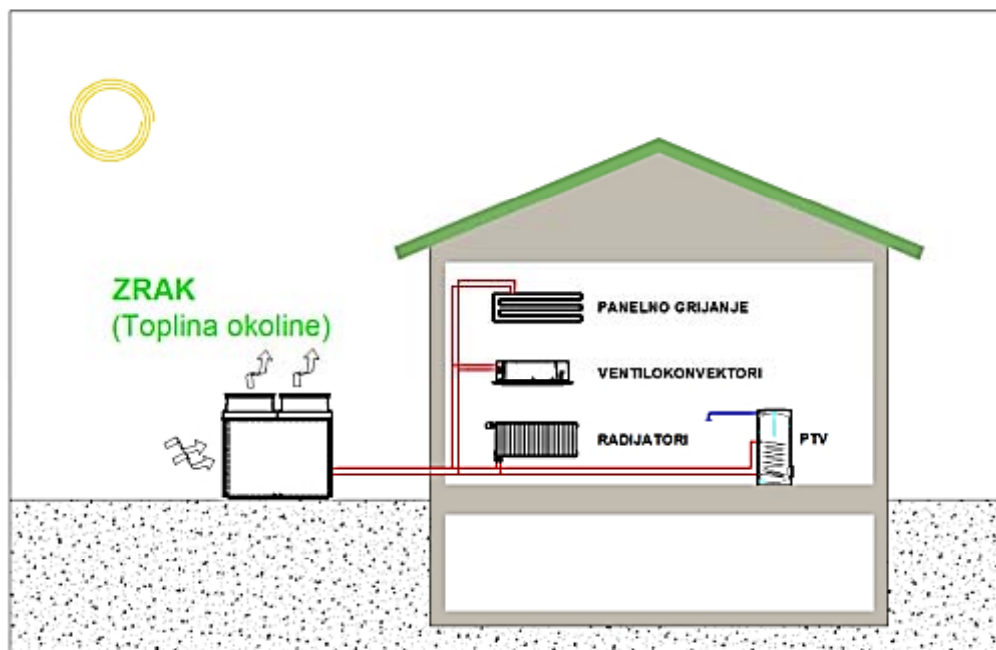 ZRAK
(Toplina okoline)
PANELNO GRIJANJE
VENTILOKONVEKTORI
RADIJATORI
PTV